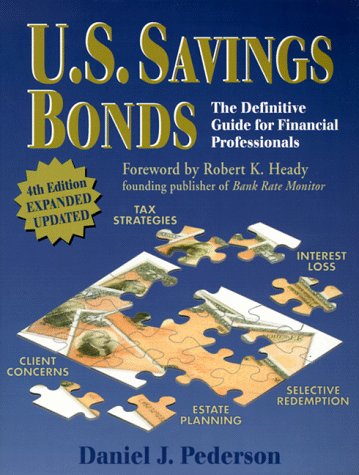 U.S. SAVINGS
BONDS
The Definitive
Guide for Financial
Professionals
Foreword by Robert K. Heady
founding publisher of Bank Rate Monitor
4th Edition
EXPANDED
UPDATED
TAX
STRATEGIES
INTEREST
LOSS
CLIENT
CONCERNS
SELECTIVE
REDEMPTION
ESTATE
PLANNING
Daniel J. Pederson